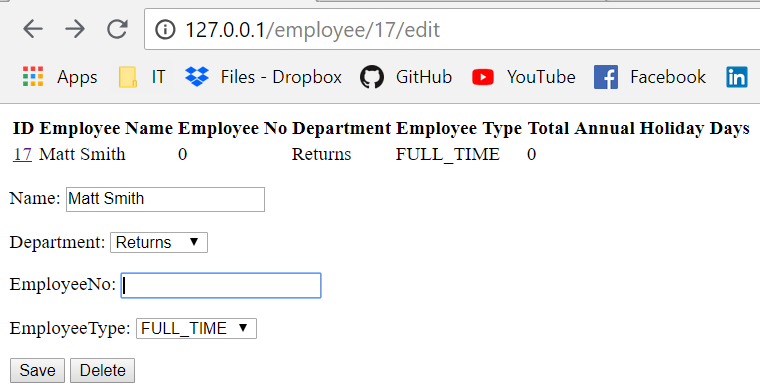 127.0.0.1/employee/17/edit
Apps IT Files - Dropbox GitHub YouTube Facebook in
ID Employee Name Employee No Department Employee Type Total Annual Holiday Days
17 Matt Smith 0 Returns FULL_TIME 0
Name: Matt Smith
Department: Returns
EmployeeNo:
EmployeeType: FULL_TIME
Save Delete